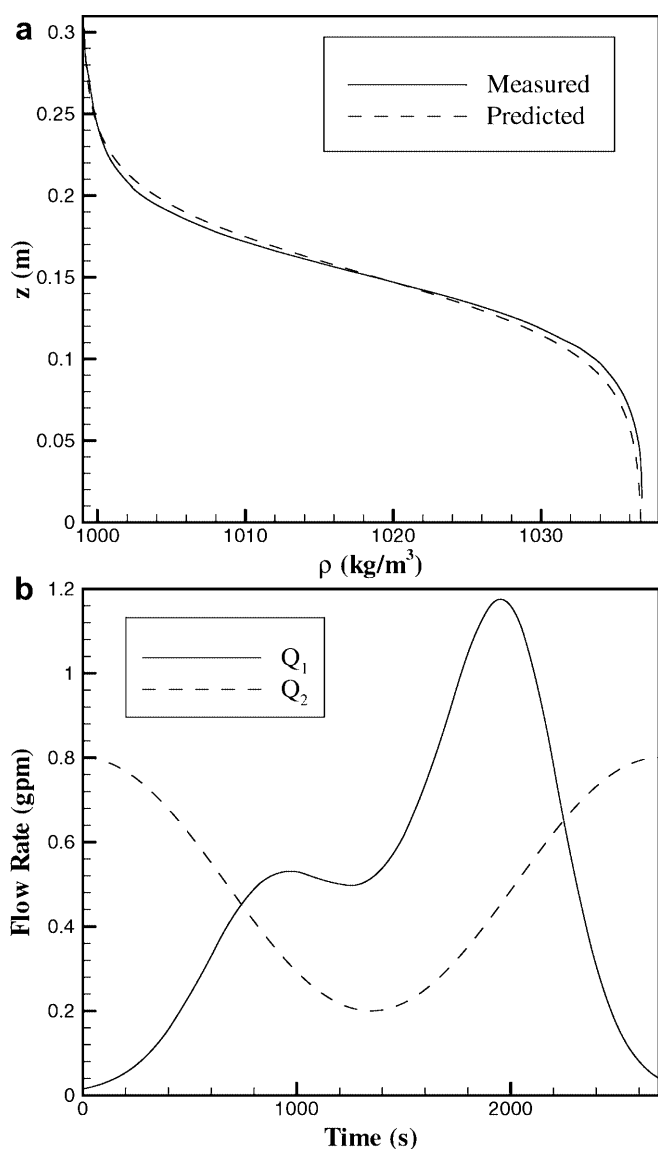 a
0.3
0.25
0.2
0.15
0.1
0.05
0
z (m)
Measured
Predicted
1000
1010
1020
1030
ρ (kg/m³)
b
1.2
1
0.8
0.6
0.4
0.2
0
Flow Rate (gpm)
Q₁
Q₂
0
1000
2000
Time (s)